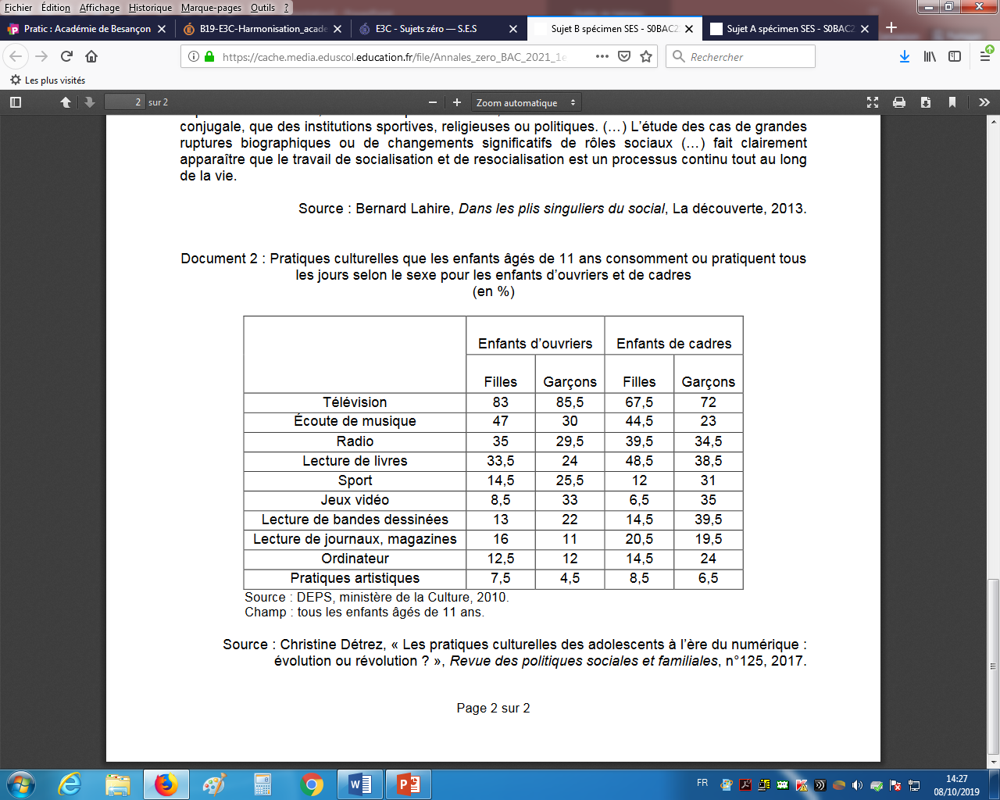 Fichier Édition Affichage Historique Marque-pages Outils ?
Pratic : Académie de Besançon
B19-E3C-Harmonisation_acade
E3C - Sujets zéro — S.E.S
Sujet B spécimen SES - S0BAC2
Sujet A spécimen SES - S0BAC2
https://cache.media.eduscol.education.fr/file/Annales_zero_BAC_2021_1e
Rechercher
Les plus visités
2 sur 2
Zoom automatique
conjugale, que des institutions sportives, religieuses ou politiques. (…) L'étude des cas de grandes
ruptures biographiques ou de changements significatifs de rôles sociaux (…) fait clairement
apparaître que le travail de socialisation et de resocialisation est un processus continu tout au long
de la vie.
Source : Bernard Lahire, Dans les plis singuliers du social, La découverte, 2013.
Document 2 : Pratiques culturelles que les enfants âgés de 11 ans consomment ou pratiquent tous
les jours selon le sexe pour les enfants d'ouvriers et de cadres
(en %)
Enfants d'ouvriers Enfants de cadres
Filles Garçons Filles Garçons
Télévision 83 85,5 67,5 72
Écoute de musique 47 30 44,5 23
Radio 35 29,5 39,5 34,5
Lecture de livres 33,5 24 48,5 38,5
Sport 14,5 25,5 12 31
Jeux vidéo 8,5 33 6,5 35
Lecture de bandes dessinées 13 22 14,5 39,5
Lecture de journaux, magazines 16 11 20,5 19,5
Ordinateur 12,5 12 14,5 24
Pratiques artistiques 7,5 4,5 8,5 6,5
Source : DEPS, ministère de la Culture, 2010.
Champ : tous les enfants âgés de 11 ans.
Source : Christine Détrez, « Les pratiques culturelles des adolescents à l'ère du numérique :
évolution ou révolution ? », Revue des politiques sociales et familiales, n°125, 2017.
Page 2 sur 2
FR
14:27
08/10/2019